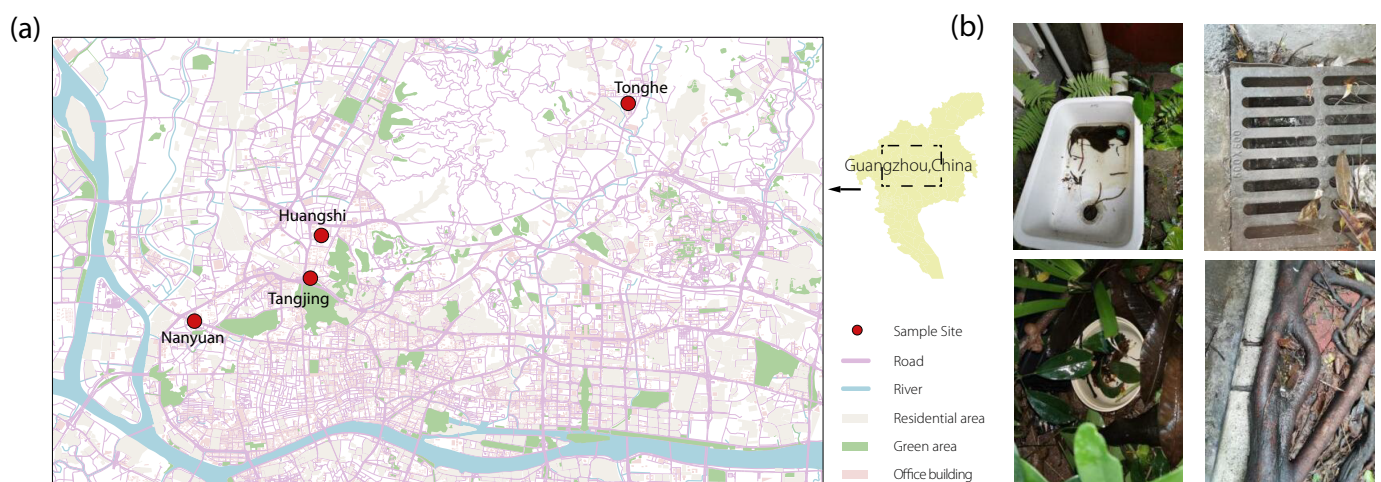 (a)
(b)
Tonghe
Huangshi
Tangjing
Nanyuan
Guangzhou,China
Sample Site
Road
River
Residential area
Green area
Office building